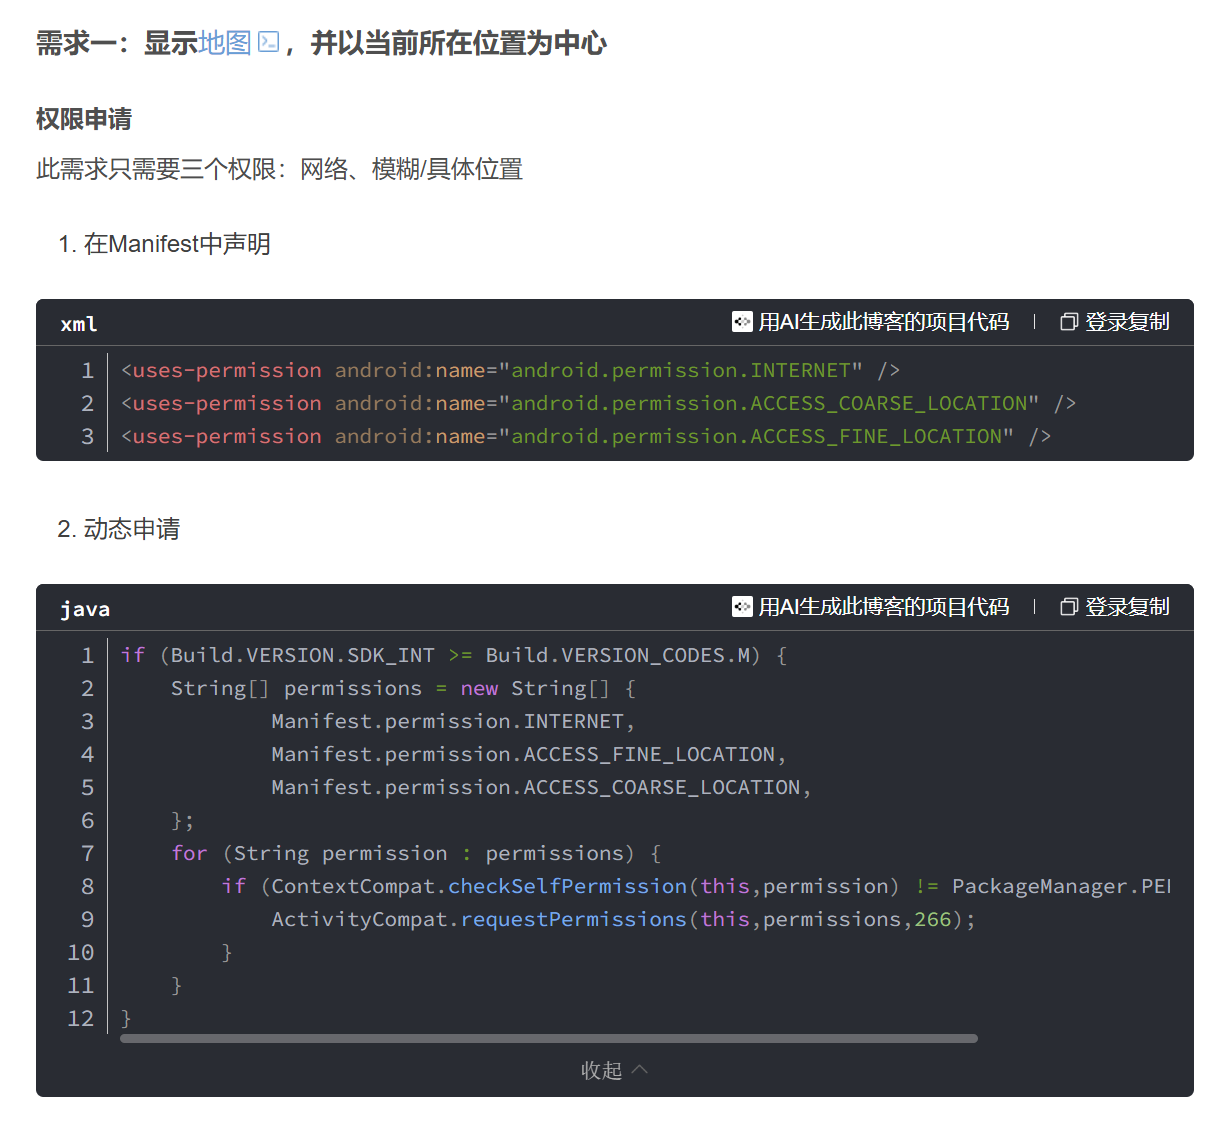 需求一：显示地图，并以当前所在位置为中心
权限申请
此需求只需要三个权限：网络、模糊/具体位置
1. 在Manifest中声明
xml 用AI生成此博客的项目代码 登录复制
1 <uses-permission android:name="android.permission.INTERNET" />
2 <uses-permission android:name="android.permission.ACCESS_COARSE_LOCATION" />
3 <uses-permission android:name="android.permission.ACCESS_FINE_LOCATION" />
2. 动态申请
java 用AI生成此博客的项目代码 登录复制
1 if (Build.VERSION.SDK_INT >= Build.VERSION_CODES.M) {
2     String[] permissions = new String[] {
3             Manifest.permission.INTERNET,
4             Manifest.permission.ACCESS_FINE_LOCATION,
5             Manifest.permission.ACCESS_COARSE_LOCATION,
6     };
7     for (String permission : permissions) {
8         if (ContextCompat.checkSelfPermission(this,permission) != PackageManager.
9             ActivityCompat.requestPermissions(this,permissions,266);
10         }
11     }
12 }
收起